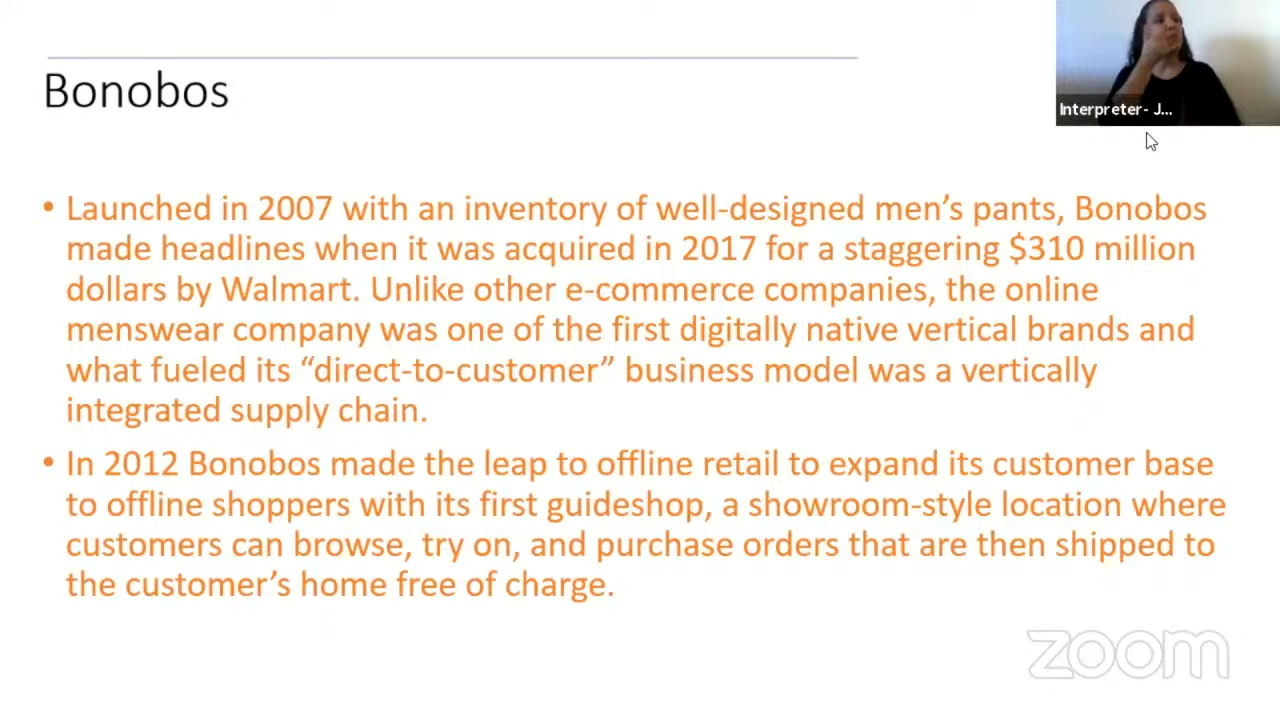 Bonobos
Interpreter- J...
• Launched in 2007 with an inventory of well-designed men’s pants, Bonobos
made headlines when it was acquired in 2017 for a staggering $310 million
dollars by Walmart. Unlike other e-commerce companies, the online
menswear company was one of the first digitally native vertical brands and
what fueled its “direct-to-customer” business model was a vertically
integrated supply chain.
• In 2012 Bonobos made the leap to offline retail to expand its customer base
to offline shoppers with its first guideshop, a showroom-style location where
customers can browse, try on, and purchase orders that are then shipped to
the customer’s home free of charge.
zoom